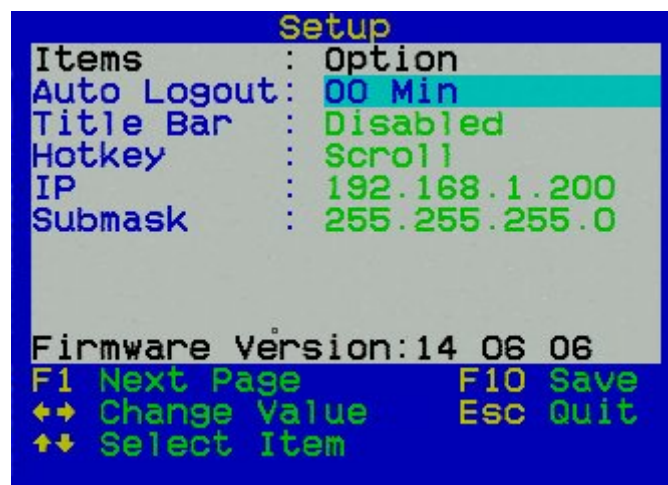 Setup
Items : Option
Auto Logout: 00 Min
Title Bar : Disabled
Hotkey : Scroll
IP : 192.168.1.200
Submask : 255.255.255.0
Firmware Version:14 06 06
F1 Next Page F10 Save
←→ Change Value Esc Quit
↑↓ Select Item